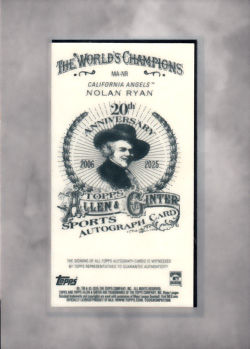 THE WORLD'S CHAMPIONS
MA-NR
CALIFORNIA ANGELS™
NOLAN RYAN
20th
ANNIVERSARY
2006 2025
TOPPS
ALLEN & GINTER
SPORTS
AUTOGRAPH CARD
THE SIGNING OF ALL TOPPS AUTOGRAPH CARDS IS WITNESSED
BY TOPPS REPRESENTATIVES TO GUARANTEE AUTHENTICITY!
Topps